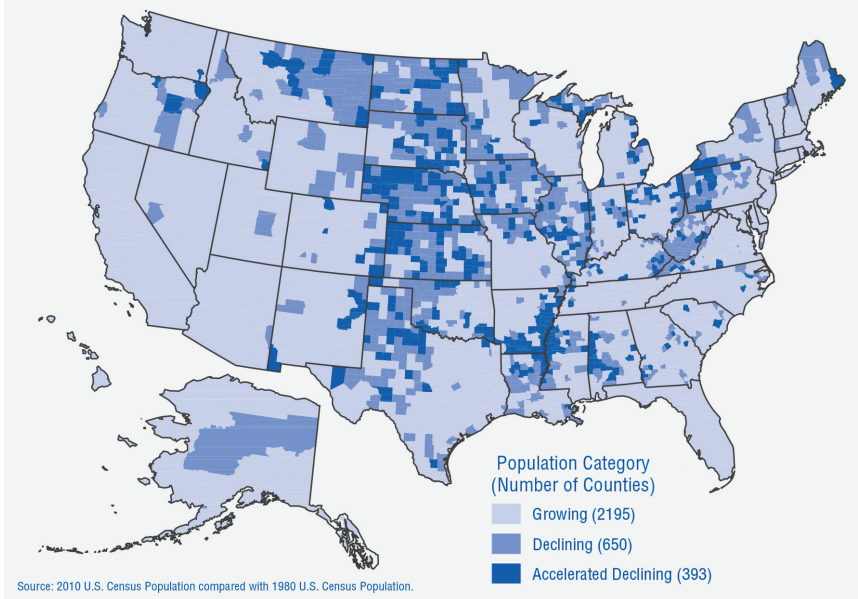 Population Category
(Number of Counties)
Growing (2195)
Declining (650)
Accelerated Declining (393)
Source: 2010 U.S. Census Population compared with 1980 U.S. Census Population.